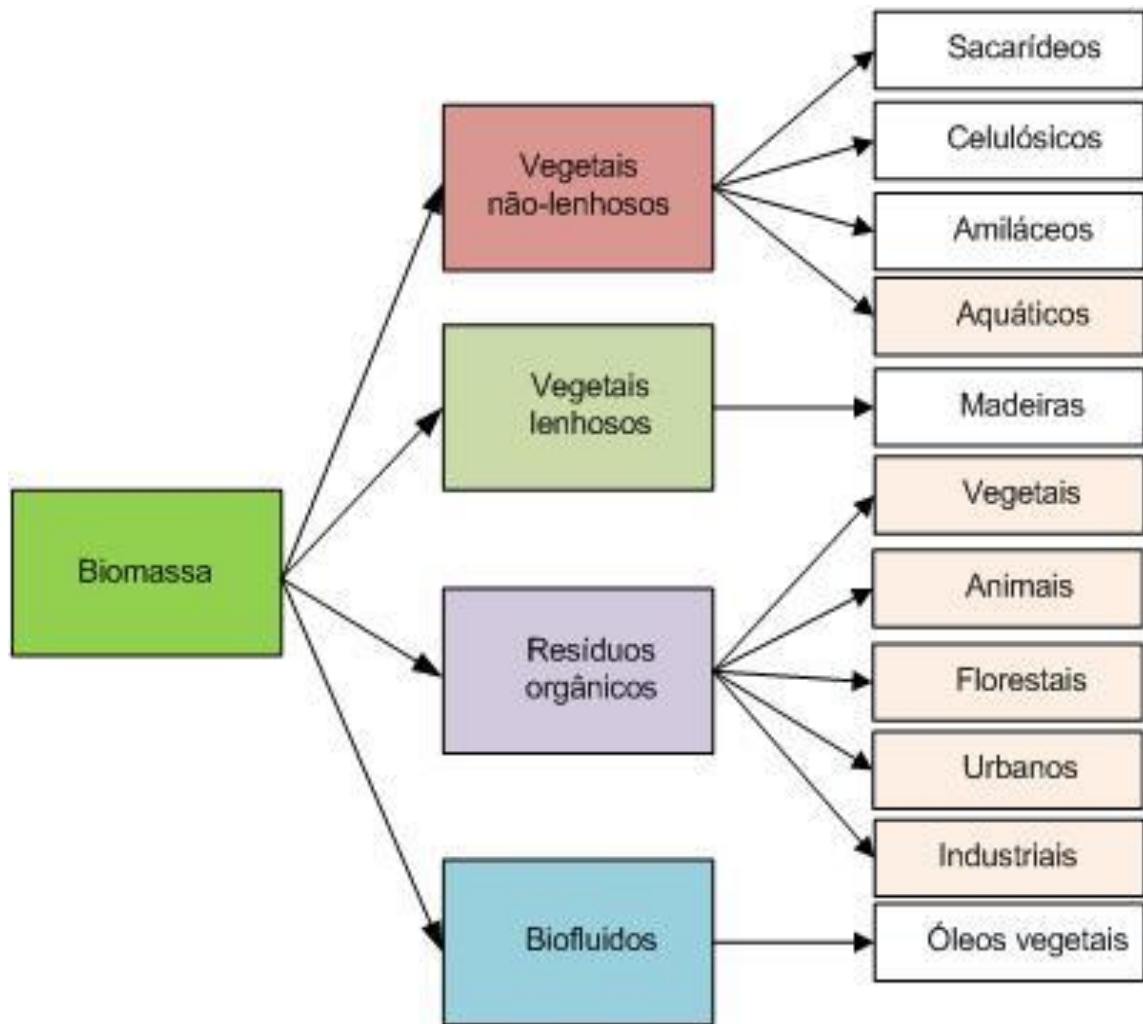 Biomassa
Vegetais
não-lenhosos
Sacarídeos
Celulósicos
Amiláceos
Aquáticos
Vegetais
lenhosos
Madeiras
Resíduos
orgânicos
Vegetais
Animais
Florestais
Urbanos
Industriais
Biofluidos
Óleos vegetais